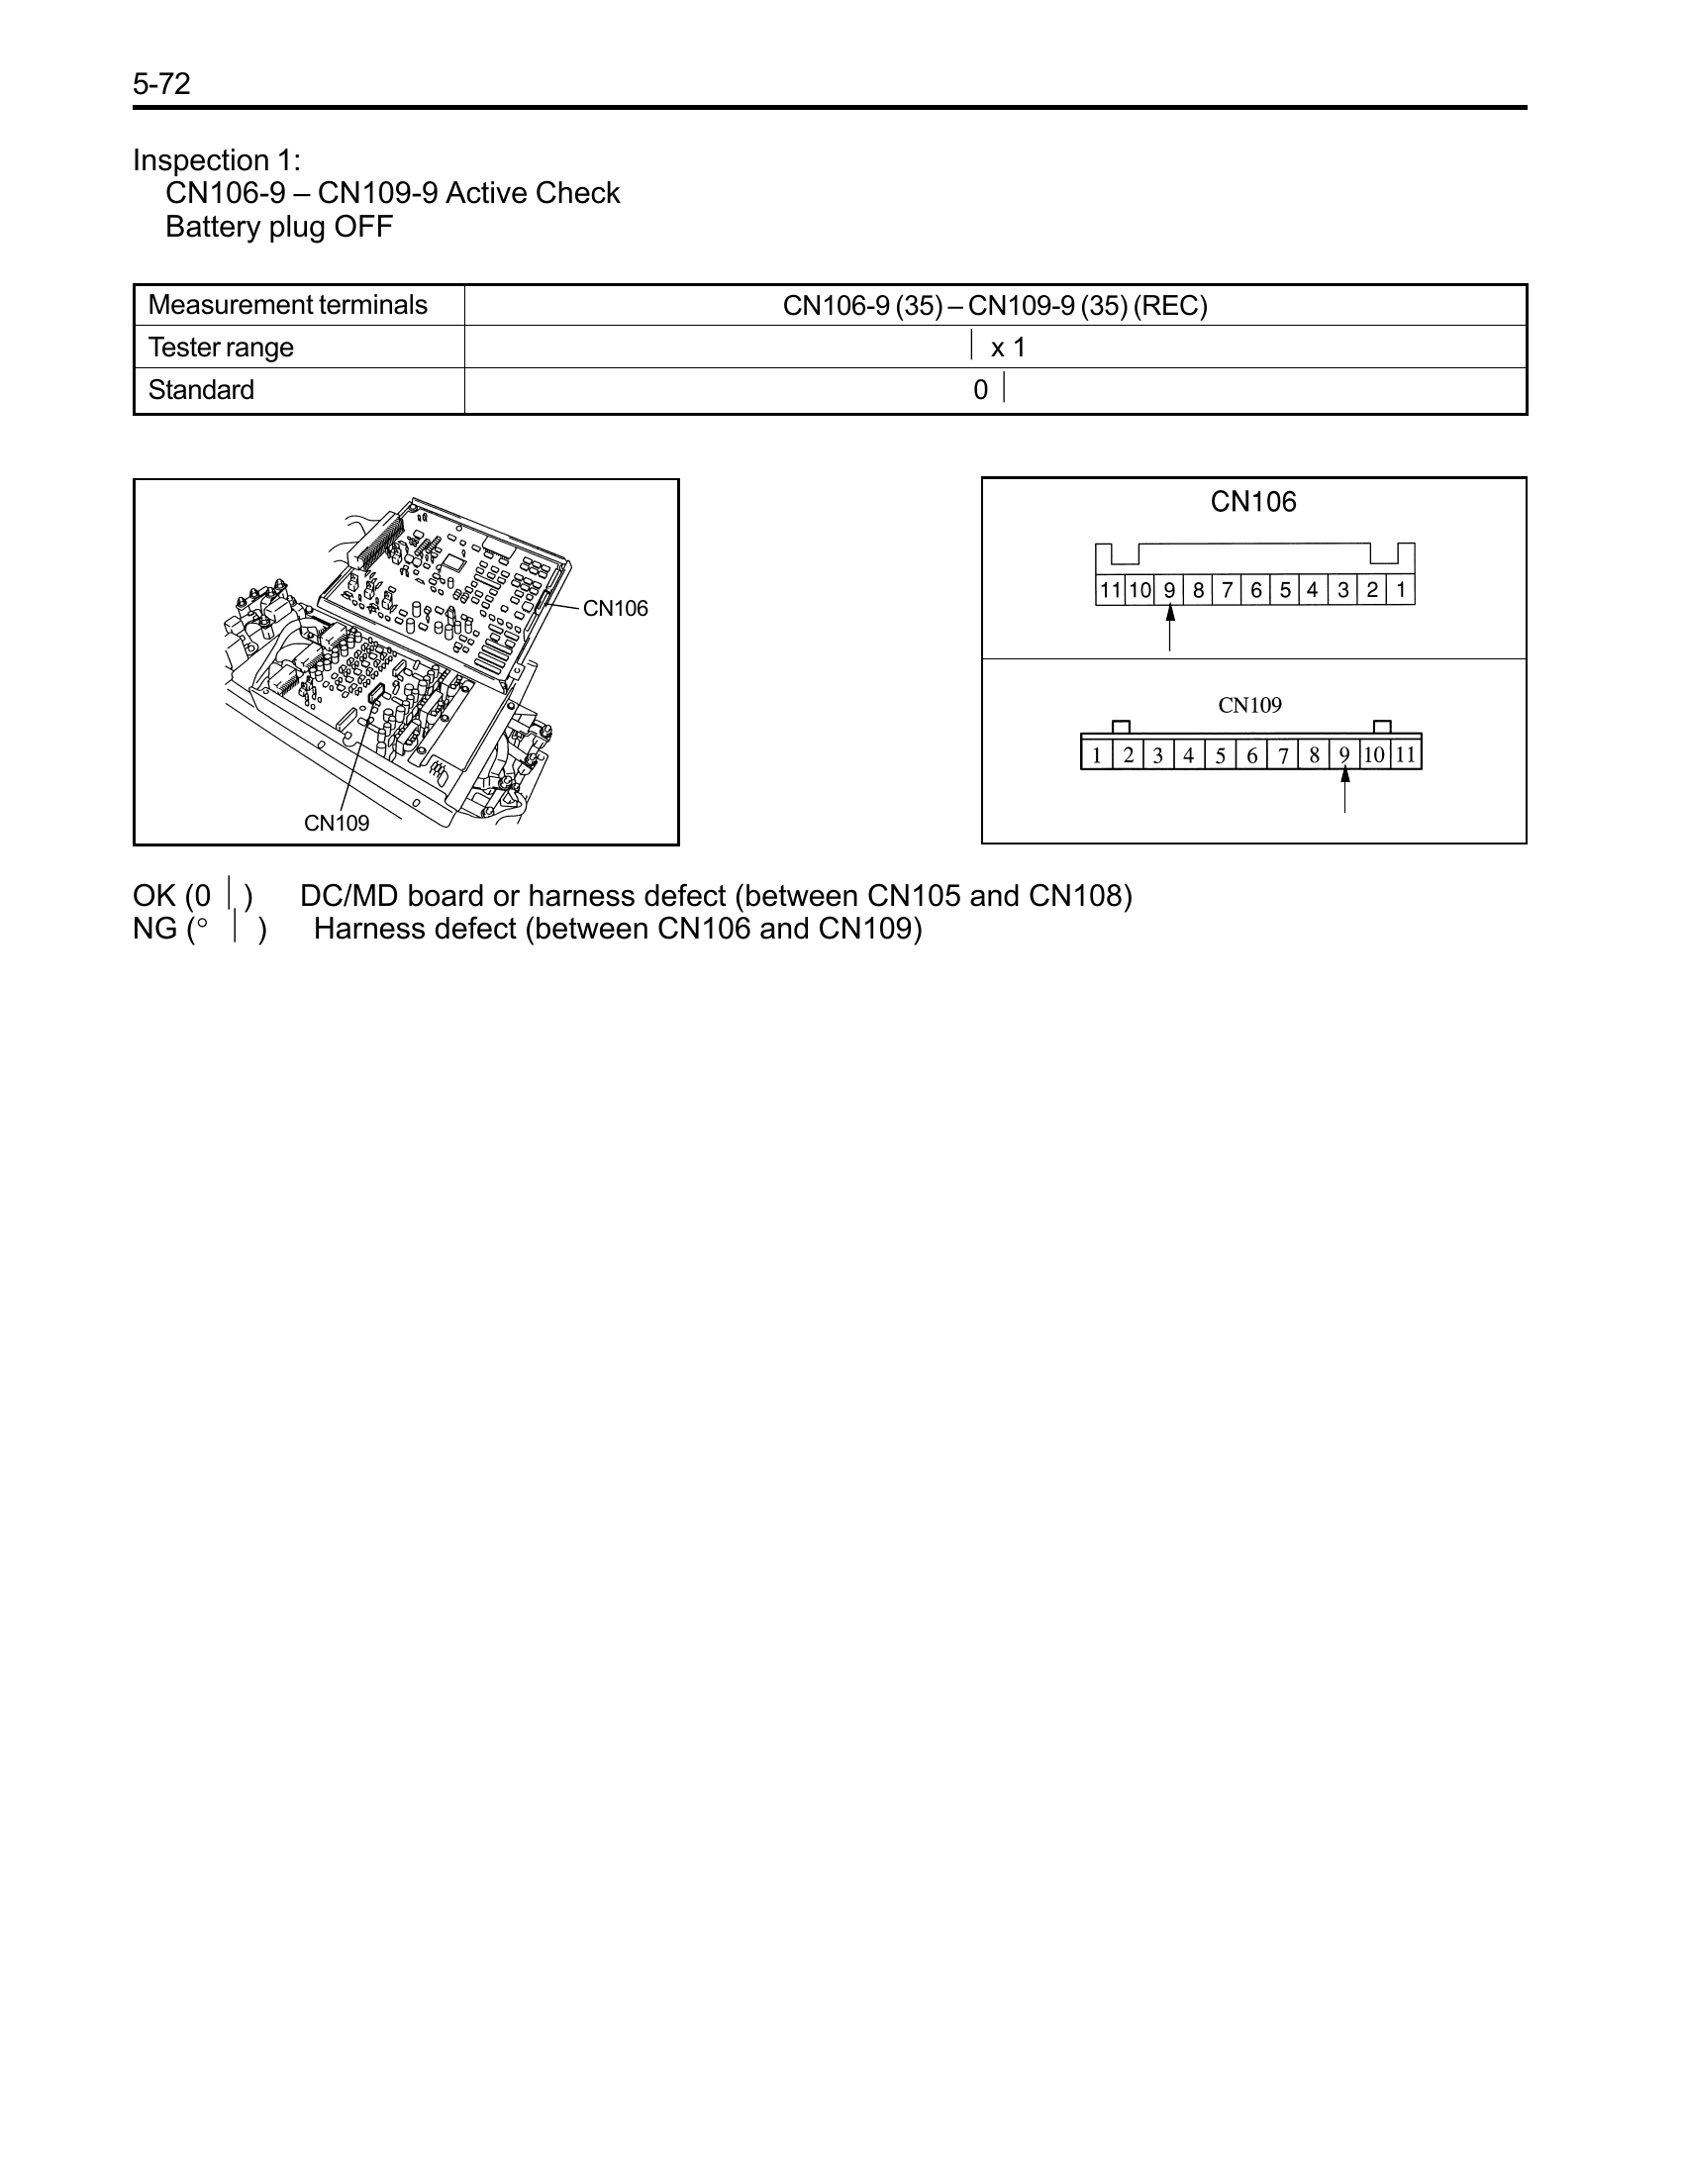 5-72
Inspection 1:
CN106-9 – CN109-9 Active Check
Battery plug OFF
Measurement terminals CN106-9 (35) – CN109-9 (35) (REC)
Tester range | x 1
Standard 0 |
CN106
CN109
CN106
11 10 9 8 7 6 5 4 3 2 1
CN109
1 2 3 4 5 6 7 8 9 10 11
OK (0 | ) DC/MD board or harness defect (between CN105 and CN108)
NG (° | ) Harness defect (between CN106 and CN109)